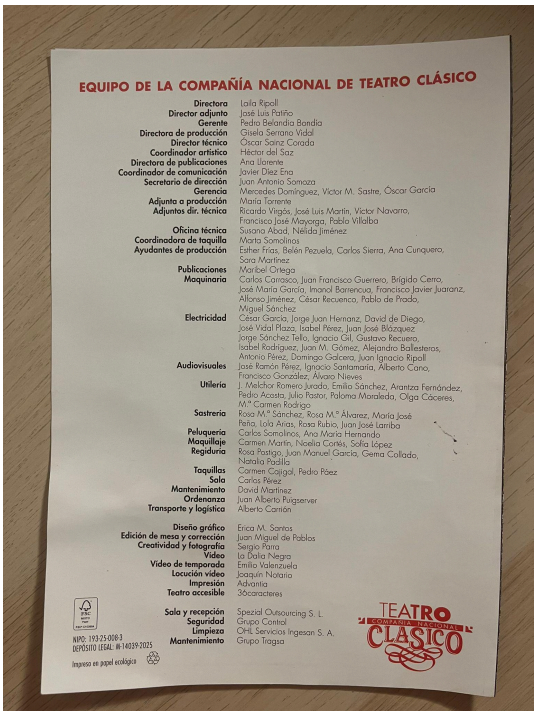 EQUIPO DE LA COMPAÑÍA NACIONAL DE TEATRO CLÁSICO
Directora Laila Ripoll
Director adjunto José Luis Patiño
Gerente Pedro Belandia Bondía
Directora de producción Gisela Serrano Vidal
Director técnico Óscar Sainz Corada
Coordinador artístico Héctor del Saz
Directora de publicaciones Ana Llorente
Coordinador de comunicación Javier Díez Ena
Secretario de dirección Juan Antonio Somoza
Gerencia Mercedes Domínguez, Víctor M. Sastre, Óscar García
Adjunta a producción María Torrente
Adjuntos dir. técnica Ricardo Virgós, José Luis Martín, Víctor Navarro,
Francisco José Mayorga, Pablo Villalba
Oficina técnica Susana Abad, Nélida Jiménez
Coordinadora de taquilla Marta Somolinos
Ayudantes de producción Esther Frías, Belén Pezuela, Carlos Sierra, Ana Cunquero,
Sara Martínez
Publicaciones Maribel Ortega
Maquinaria Carlos Carrasco, Juan Francisco Guerrero, Brígido Cerro,
José María García, Imanol Barrencua, Francisco Javier Juaranz,
Alfonso Jiménez, César Recuenco, Pablo de Prado,
Miguel Sánchez
Electricidad César García, Jorge Juan Hernanz, David de Diego,
José Vidal Plaza, Isabel Pérez, Juan José Blázquez
Jorge Sánchez Tello, Ignacio Gil, Gustavo Recuero,
Isabel Rodríguez, Juan M. Gómez, Alejandro Ballesteros,
Antonio Pérez, Domingo Galcera, Juan Ignacio Ripoll
Audiovisuales José Ramón Pérez, Ignacio Santamaría, Alberto Cano,
Francisco González, Álvaro Nieves
Utilería J. Melchor Romero Jurado, Emilio Sánchez, Arantza Fernández,
Pedro Acosta, Julio Pastor, Paloma Moraleda, Olga Cáceres,
M.ª Carmen Rodrigo
Sastrería Rosa M.ª Sánchez, Rosa M.ª Álvarez, María José
Peña, Lola Arias, Rosa Rubio, Juan José Larriba
Peluquería Carlos Somolinos, Ana María Hernando
Maquillaje Carmen Martín, Noelia Cortés, Sofía López
Regiduría Rosa Postigo, Juan Manuel García, Gema Collado,
Natalia Padilla
Taquillas Carmen Cajigal, Pedro Páez
Sala Carlos Pérez
Mantenimiento David Martínez
Ordenanza Juan Alberto Puigserver
Transporte y logística Alberto Carrión
Diseño gráfico Erica M. Santos
Edición de mesa y corrección Juan Miguel de Pablos
Creatividad y fotografía Sergio Parra
Vídeo La Dalia Negra
Vídeo de temporada Emilio Valenzuela
Locución vídeo Joaquín Notario
Impresión Advantia
Teatro accesible 36caracteres
Sala y recepción Spezial Outsourcing S. L.
Seguridad Grupo Control
Limpieza OHL Servicios Ingesan S. A.
Mantenimiento Grupo Tragsa
FSC
NIPO: 193-25-008-3
DEPÓSITO LEGAL: M-14039-2025
Impreso en papel ecológico
TEATRO
COMPAÑÍA NACIONAL
CLÁSICO